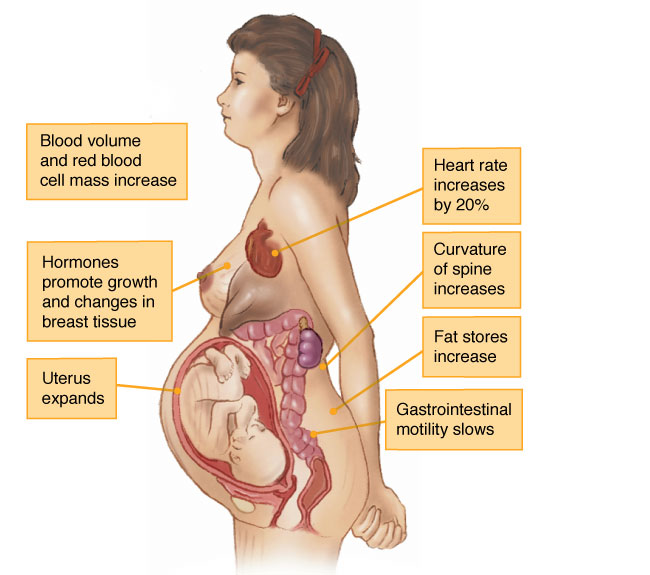 Blood volume
and red blood
cell mass increase
Hormones
promote growth
and changes in
breast tissue
Uterus
expands
Heart rate
increases
by 20%
Curvature
of spine
increases
Fat stores
increase
Gastrointestinal
motility slows